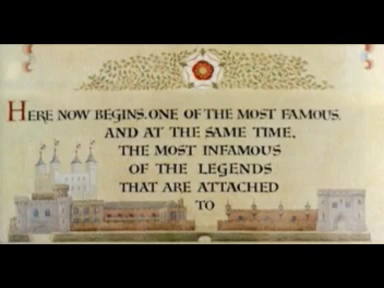 HERE NOW BEGINS.ONE OF THE MOST FAMOUS.
AND AT THE SAME TIME,
THE MOST INFAMOUS
OF THE LEGENDS
THAT ARE ATTACHED
TO